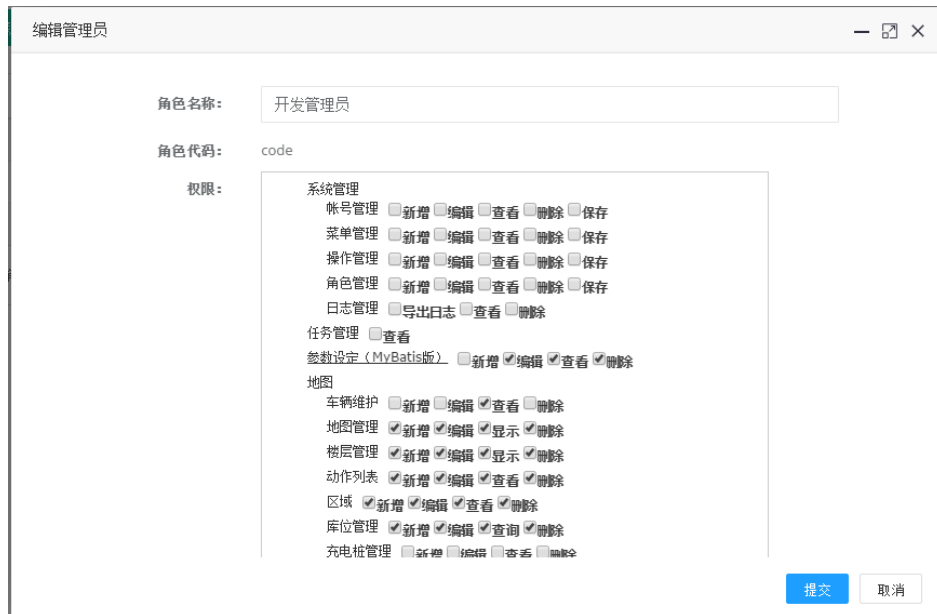 编辑管理员
角色名称： 开发管理员
角色代码： code
权限： 系统管理
帐号管理 新增 编辑 查看 删除 保存
菜单管理 新增 编辑 查看 删除 保存
操作管理 新增 编辑 查看 删除 保存
角色管理 新增 编辑 查看 删除 保存
日志管理 导出日志 查看 删除
任务管理 查看
参数设定（MyBatis版） 新增 编辑 查看 删除
地图
车辆维护 新增 编辑 查看 删除
地图管理 新增 编辑 显示 删除
楼层管理 新增 编辑 显示 删除
动作列表 新增 编辑 查看 删除
区域 新增 编辑 查看 删除
库位管理 新增 编辑 查询 删除
充电桩管理 新增 编辑 查看 删除
提交 取消